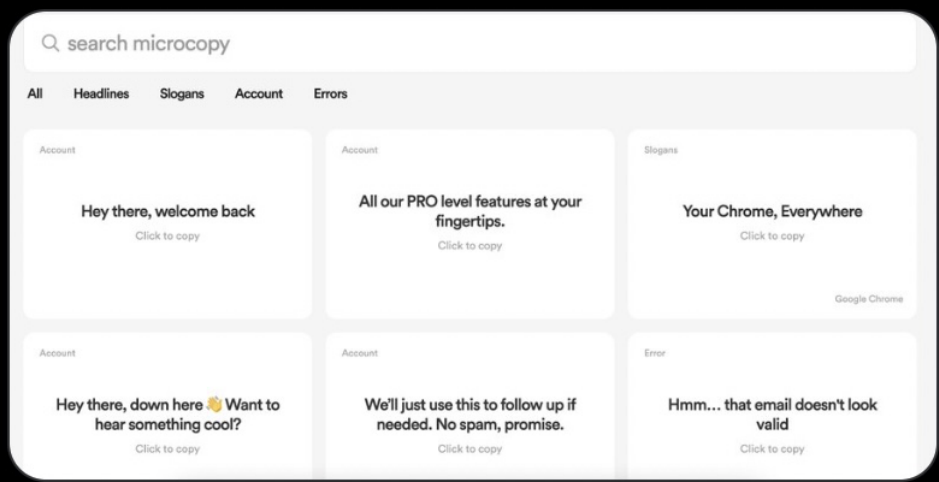 search microcopy
All Headlines Slogans Account Errors
Account
Hey there, welcome back
Click to copy
Account
All our PRO level features at your
fingertips.
Click to copy
Slogans
Your Chrome, Everywhere
Click to copy
Google Chrome
Account
Hey there, down here 👋 Want to
hear something cool?
Click to copy
Account
We'll just use this to follow up if
needed. No spam, promise.
Click to copy
Error
Hmm... that email doesn't look
valid
Click to copy